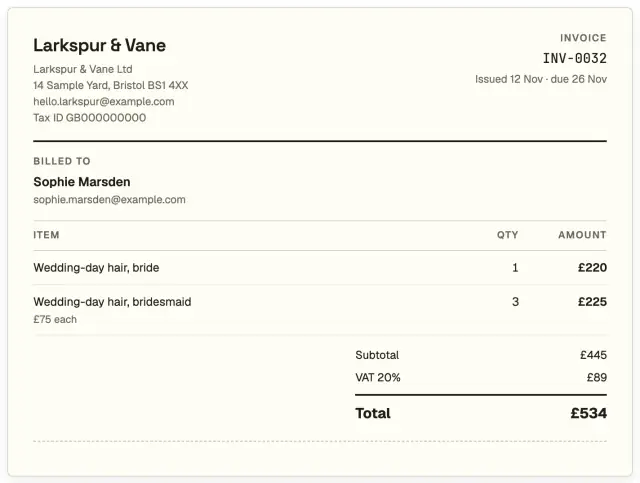 Larkspur & Vane
Larkspur & Vane Ltd
14 Sample Yard, Bristol BS1 4XX
hello.larkspur@example.com
Tax ID GB000000000
INVOICE
INV-0032
Issued 12 Nov · due 26 Nov
BILLED TO
Sophie Marsden
sophie.marsden@example.com
ITEM QTY AMOUNT
Wedding-day hair, bride 1 £220
Wedding-day hair, bridesmaid 3 £225
£75 each
Subtotal £445
VAT 20% £89
Total £534